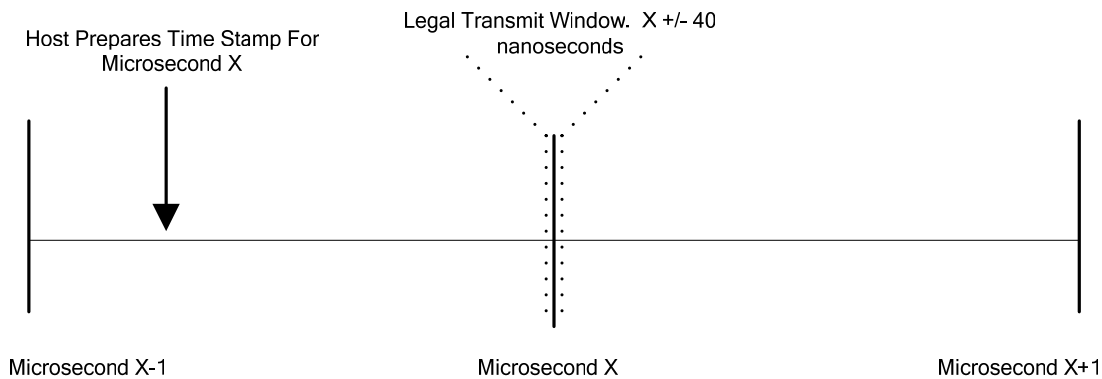 Host Prepares Time Stamp For
Microsecond X
Legal Transmit Window.  X +/- 40
nanoseconds
Microsecond X-1
Microsecond X
Microsecond X+1